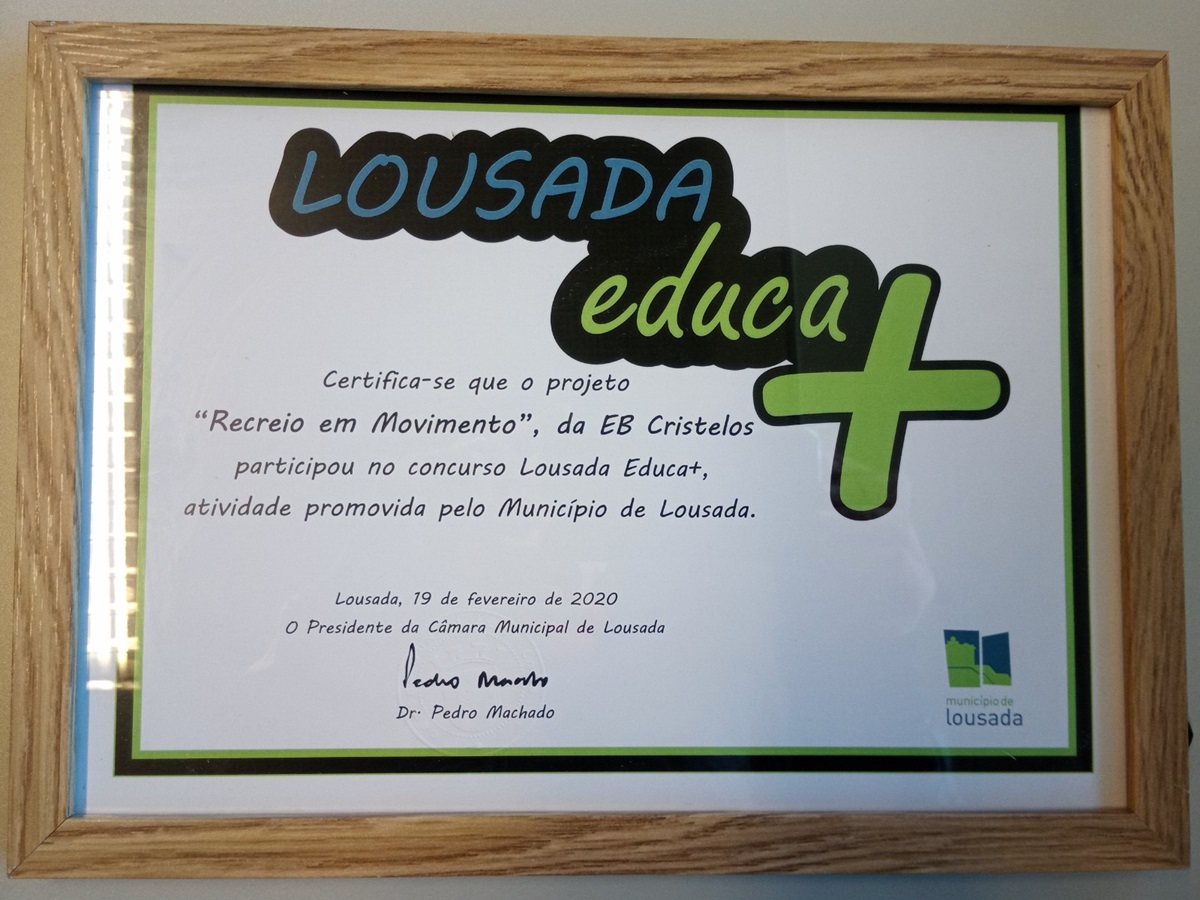 LOUSADA
educa
+
Certifica-se que o projeto
“Recreio em Movimento”, da EB Cristelos
participou no concurso Lousada Educa+,
atividade promovida pelo Município de Lousada.
Lousada, 19 de fevereiro de 2020
O Presidente da Câmara Municipal de Lousada
Pedro Machado
Dr. Pedro Machado
município de
lousada